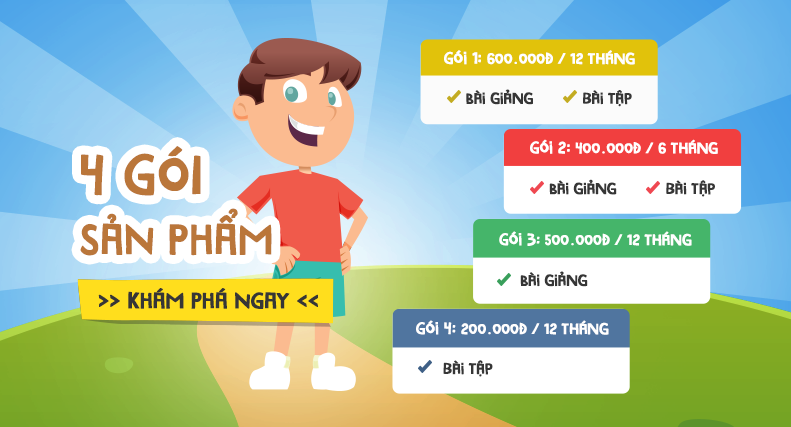 4 GÓI
SẢN PHẨM
>> KHÁM PHÁ NGAY <<
GÓI 1: 600.000Đ / 12 THÁNG
BÀI GIẢNG BÀI TẬP
GÓI 2: 400.000Đ / 6 THÁNG
BÀI GIẢNG BÀI TẬP
GÓI 3: 500.000Đ / 12 THÁNG
BÀI GIẢNG
GÓI 4: 200.000Đ / 12 THÁNG
BÀI TẬP